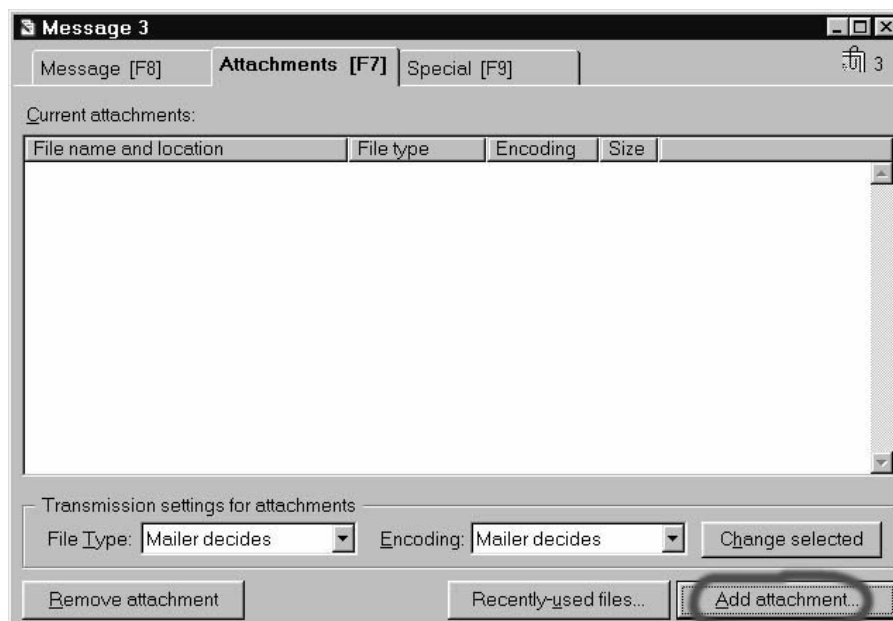 Message 3
Message [F8] Attachments [F7] Special [F9] 3
Current attachments:
File name and location File type Encoding Size
Transmission settings for attachments
File Type: Mailer decides Encoding: Mailer decides Change selected
Remove attachment Recently-used files... Add attachment...